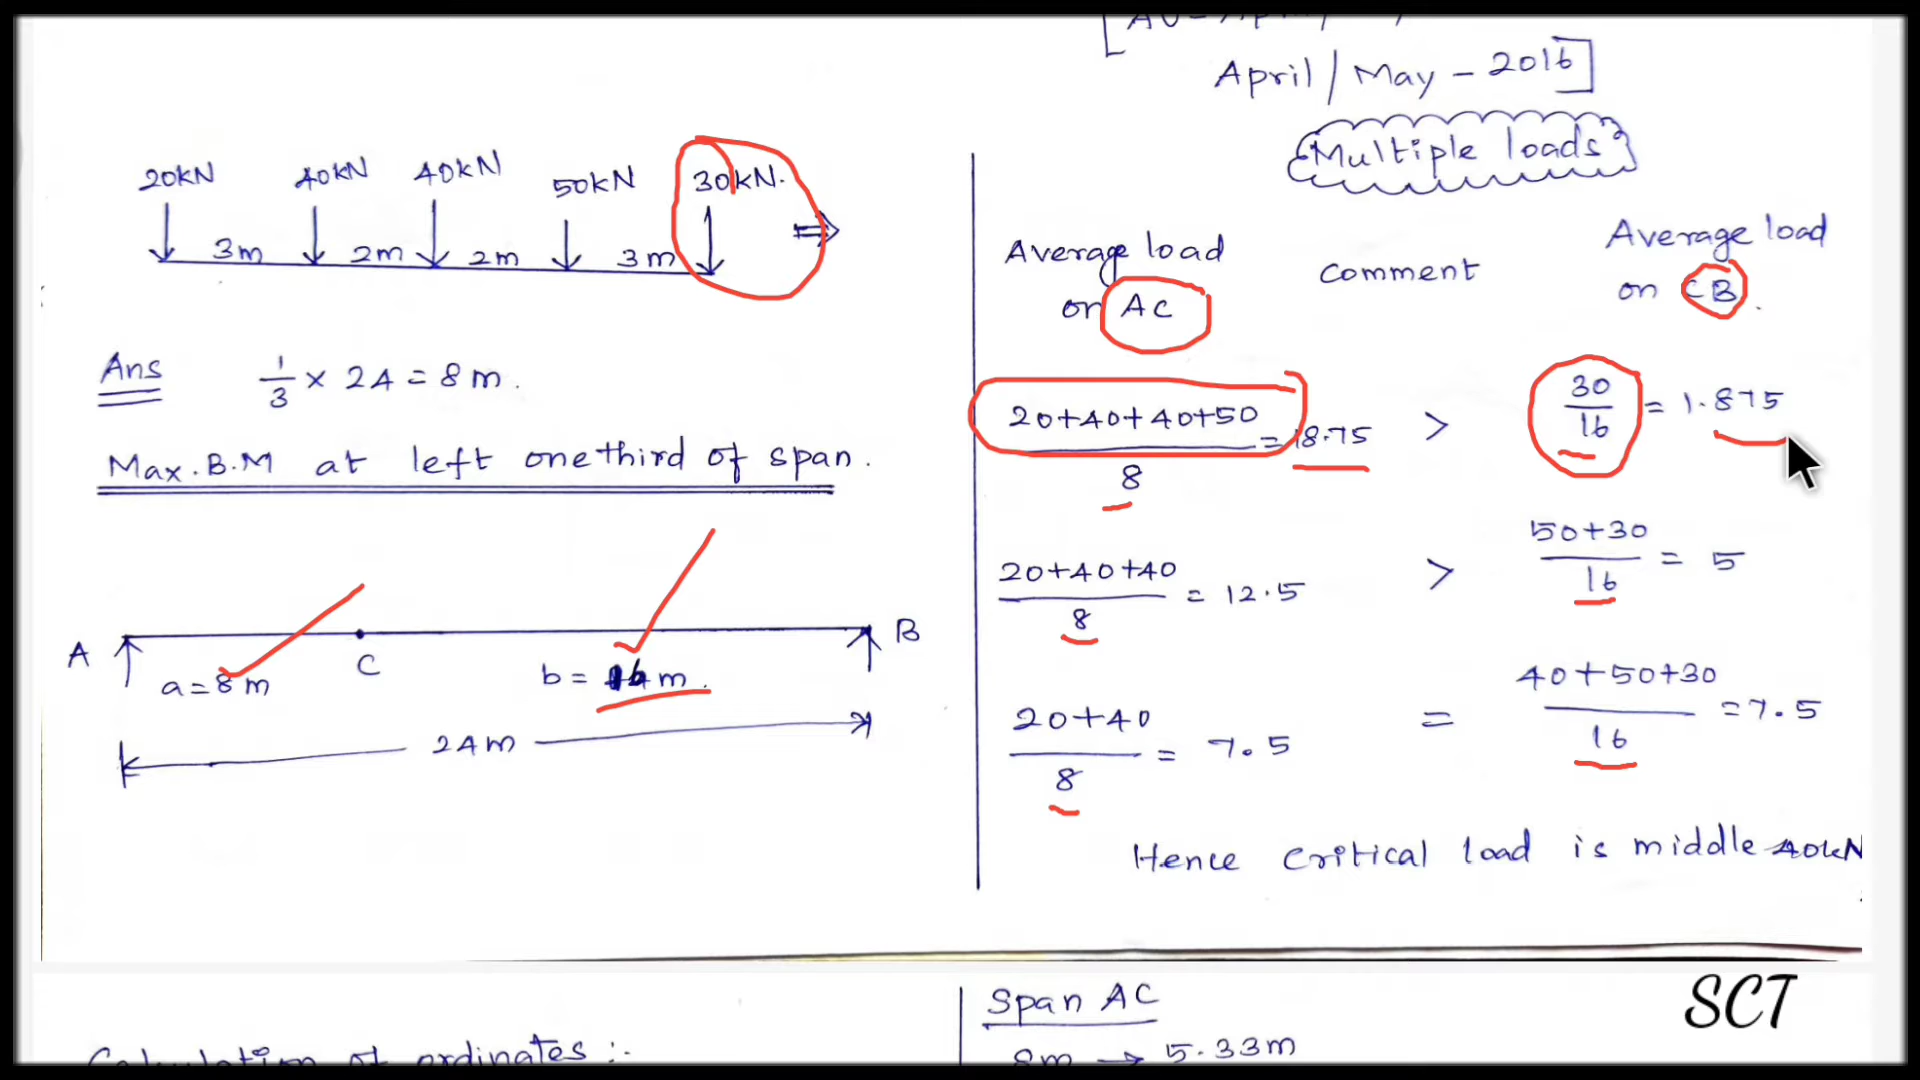 April / May - 2016]
Multiple loads
20kN 40kN 40kN 50kN 30kN.
3m 2m 2m 3m
Average load on AC
comment
Average load on CB.
Ans 1/3 × 24 = 8m.
Max. B.M at left one third of span.
20+40+40+50 / 8 = 18.75 > 30/16 = 1.875
20+40+40 / 8 = 12.5 > 50+30 / 16 = 5
20+40 / 8 = 7.5 = 40+50+30 / 16 = 7.5
A C B
a = 8m b = 16m.
24m
Hence critical load is middle 40kN
Calculation of ordinates :-
Span AC
8m → 5.33m
SCT